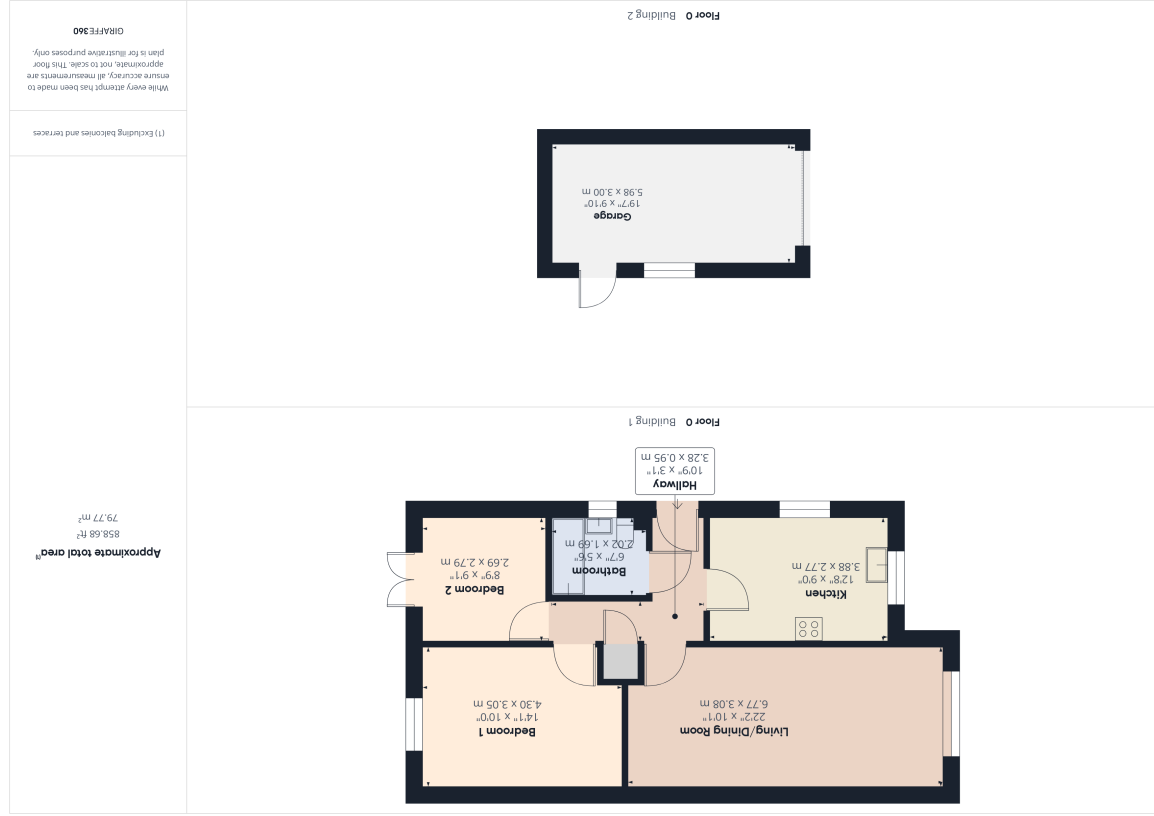 Living/Dining Room
22'2" x 10'1"
6.77 x 3.08 m
Bedroom 1
14'1" x 10'0"
4.30 x 3.05 m
Kitchen
12'8" x 9'0"
3.88 x 2.77 m
Bathroom
6'7" x 5'6"
2.02 x 1.69 m
Bedroom 2
8'9" x 9'1"
2.69 x 2.79 m
Hallway
10'9" x 3'1"
3.28 x 0.95 m
Floor 0 Building 1
Garage
19'7" x 9'10"
5.98 x 3.00 m
Floor 0 Building 2
Approximate total area(1)
858.68 ft²
79.77 m²
(1) Excluding balconies and terraces
While every attempt has been made to
ensure accuracy, all measurements are
approximate, not to scale. This floor
plan is for illustrative purposes only.
GIRAFFE360